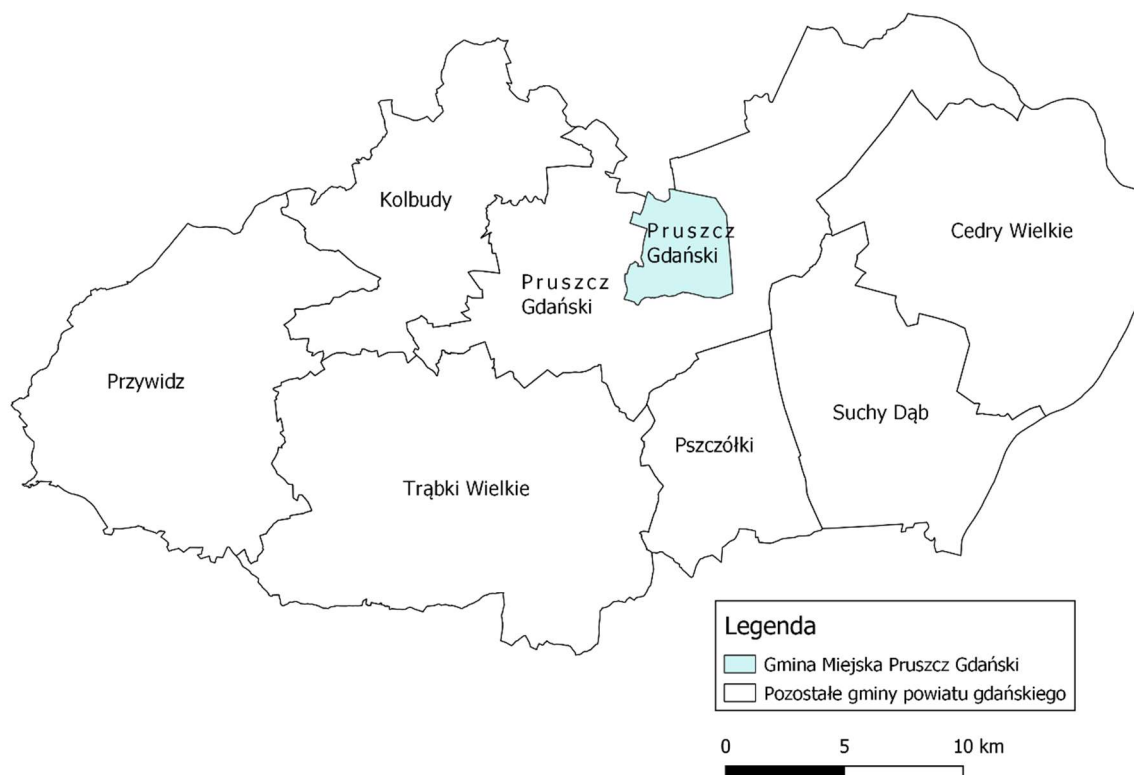 Kolbudy
Pruszcz
Gdański
Cedry Wielkie
Pruszcz
Gdański
Przywidz
Suchy Dąb
Pszczółki
Trąbki Wielkie
Legenda
Gmina Miejska Pruszcz Gdański
Pozostałe gminy powiatu gdańskiego
0 5 10 km